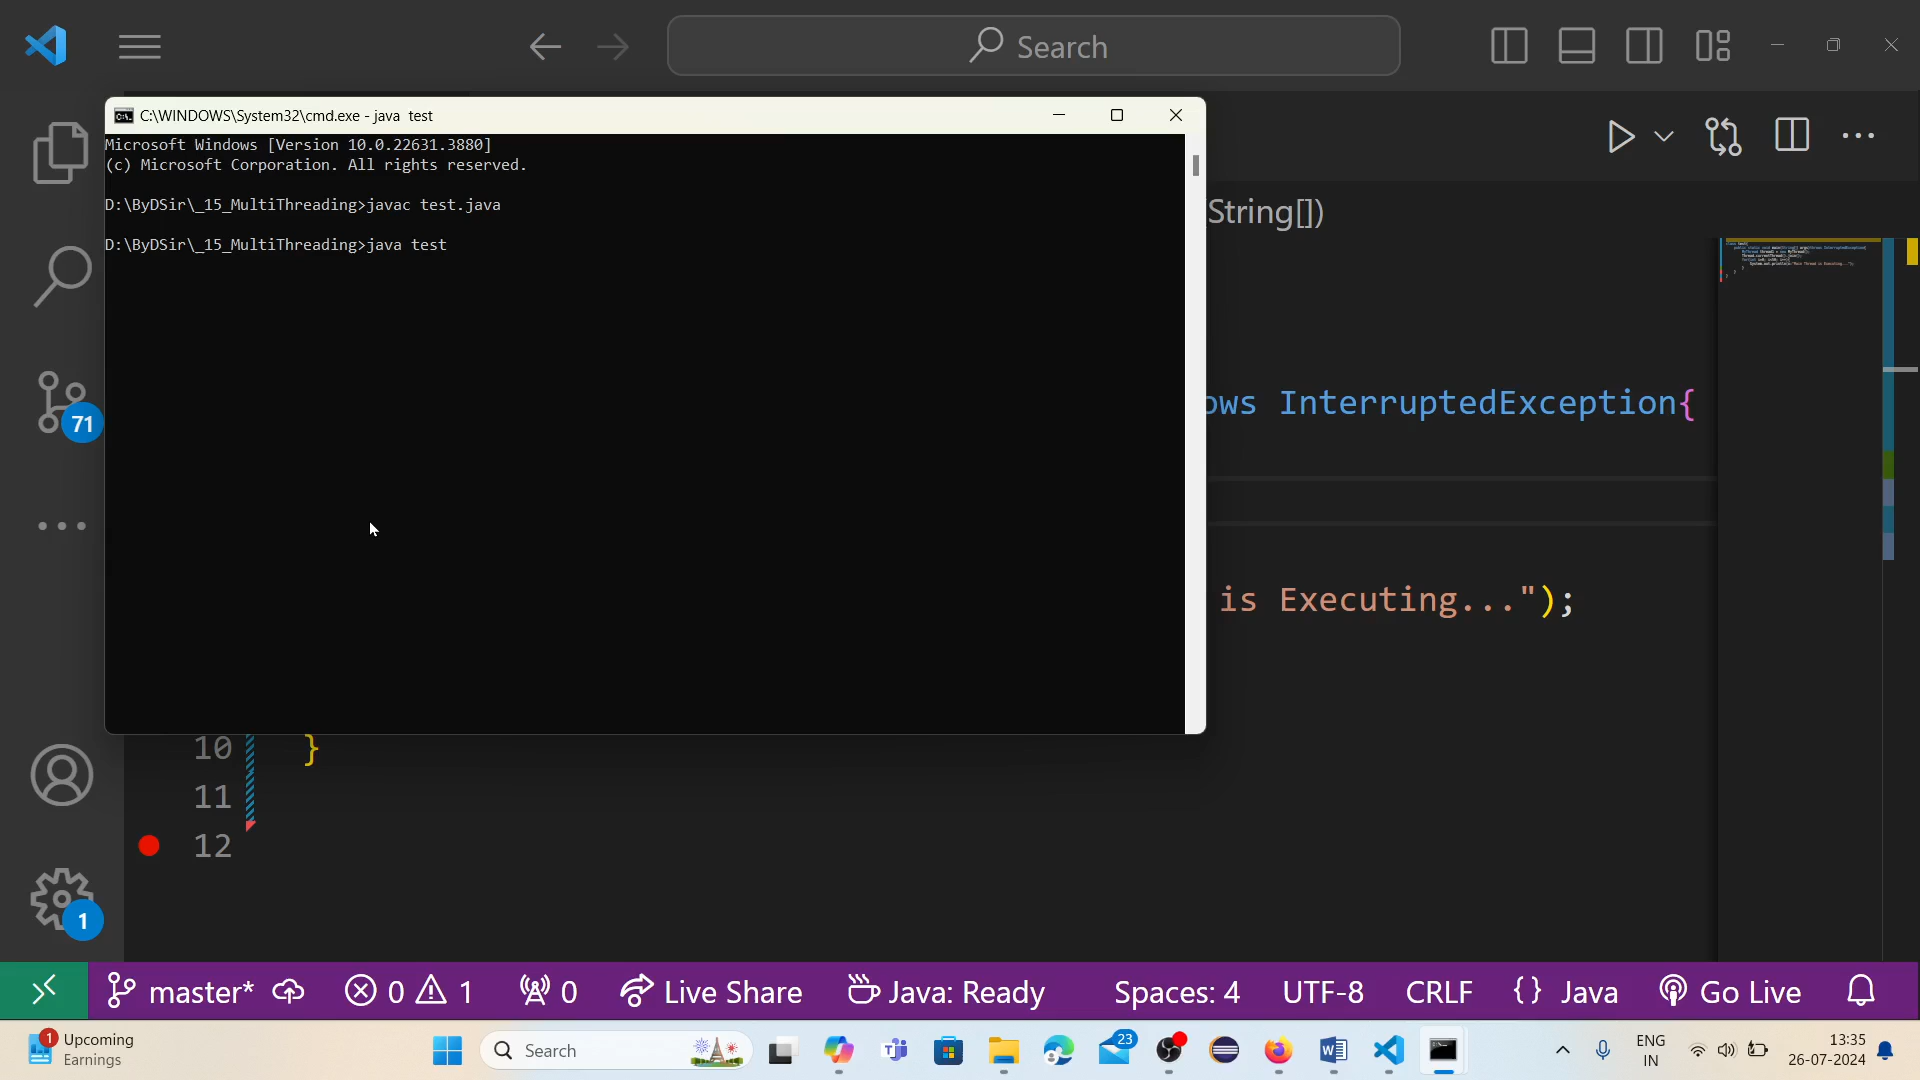 Search
C:\WINDOWS\System32\cmd.exe - java  test
Microsoft Windows [Version 10.0.22631.3880]
(c) Microsoft Corporation. All rights reserved.
D:\ByDSir\_15_MultiThreading>javac test.java
D:\ByDSir\_15_MultiThreading>java test
String[])
ows InterruptedException{
is Executing...");
71
10 }
11
12
1
master* 0 1 0 Live Share Java: Ready Spaces: 4 UTF-8 CRLF {} Java Go Live
1 Upcoming
Earnings
Search
23
ENG
IN
13:35
26-07-2024